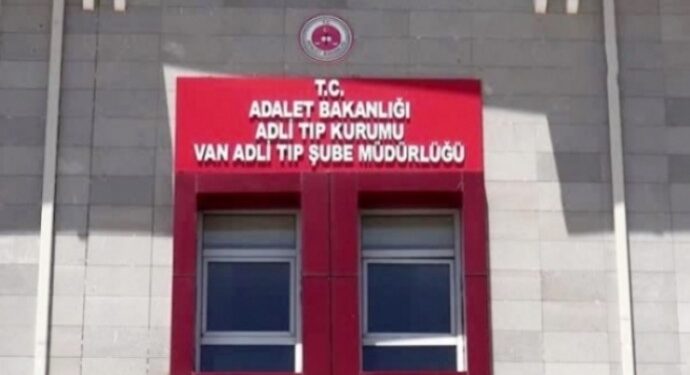 T.C.
ADALET BAKANLIĞI
ADLİ TIP KURUMU
VAN ADLİ TIP ŞUBE MÜDÜRLÜĞÜ